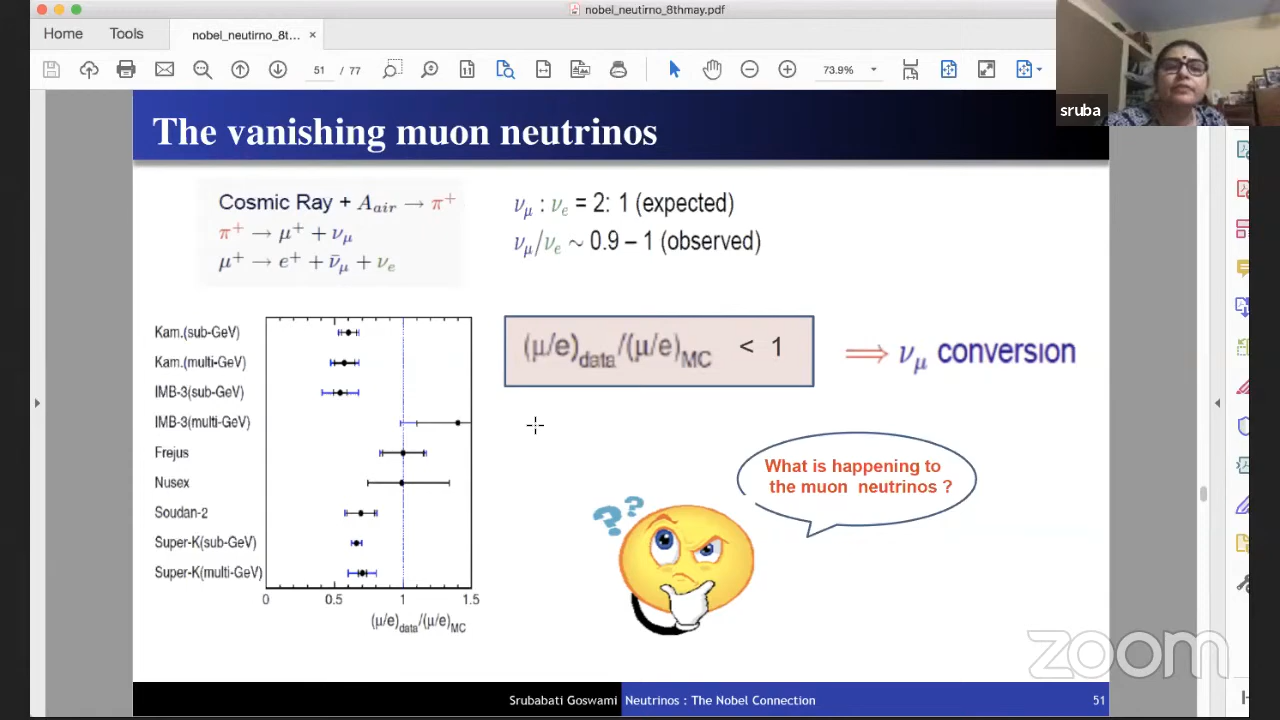 nobel_neutirno_8thmay.pdf
Home
Tools
nobel_neutirno_8t... ×
51 / 77
73.9%
sruba
The vanishing muon neutrinos
Cosmic Ray + A_air → π⁺
π⁺ → μ⁺ + ν_μ
μ⁺ → e⁺ + ν̄_μ + ν_e
ν_μ : ν_e = 2: 1 (expected)
ν_μ/ν_e ~ 0.9 – 1 (observed)
Kam.(sub-GeV)
Kam.(multi-GeV)
IMB-3(sub-GeV)
IMB-3(multi-GeV)
Frejus
Nusex
Soudan-2
Super-K(sub-GeV)
Super-K(multi-GeV)
0 0.5 1 1.5
(μ/e)_data/(μ/e)_MC
(μ/e)_data/(μ/e)_MC < 1
⟹ ν_μ conversion
What is happening to
the muon neutrinos ?
??
zoom
Srubabati Goswami
Neutrinos : The Nobel Connection
51